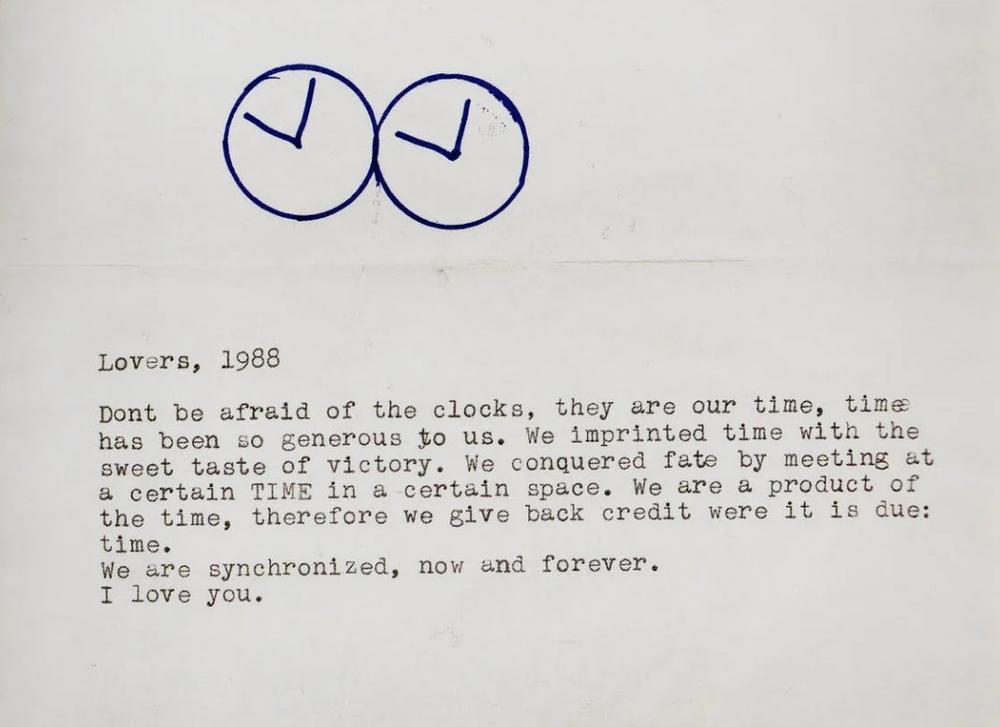 Lovers, 1988
Dont be afraid of the clocks, they are our time, time
has been so generous to us. We imprinted time with the
sweet taste of victory. We conquered fate by meeting at
a certain TIME in a certain space. We are a product of
the time, therefore we give back credit were it is due:
time.
We are synchronized, now and forever.
I love you.